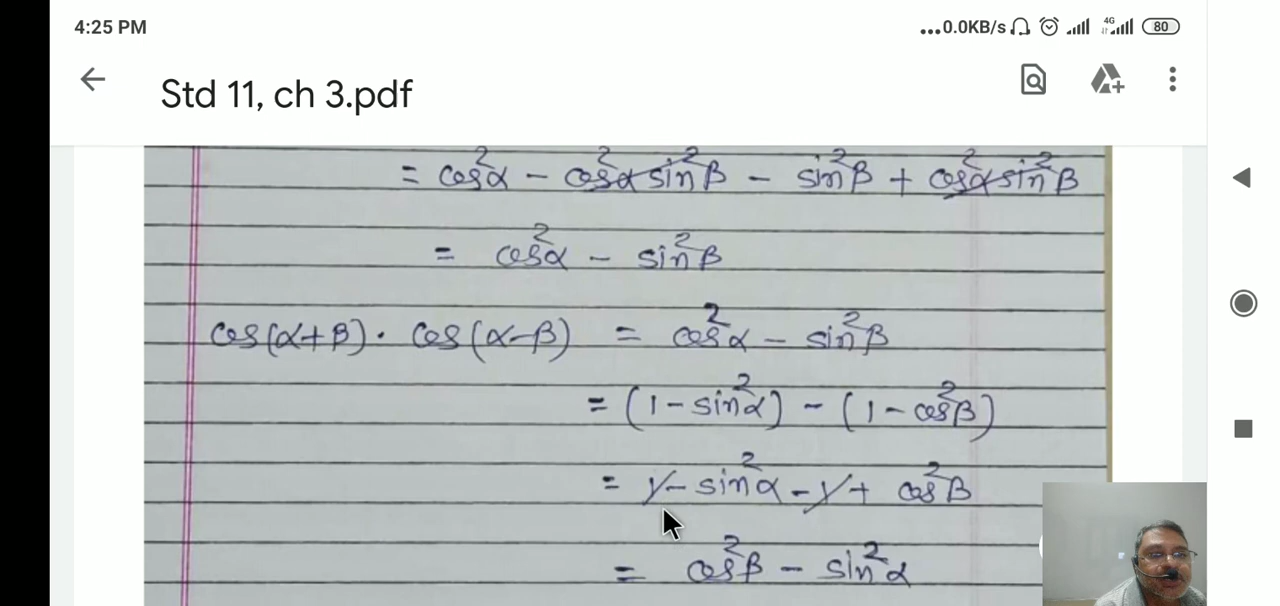 4:25 PM ...0.0KB/s 4G 80
Std 11, ch 3.pdf
= cos²α - cos²α sin²β - sin²β + cos²α sin²β
= cos²α - sin²β
cos(α+β) · cos(α-β) = cos²α - sin²β
= (1 - sin²α) - (1 - cos²β)
= 1 - sin²α - 1 + cos²β
= cos²β - sin²α